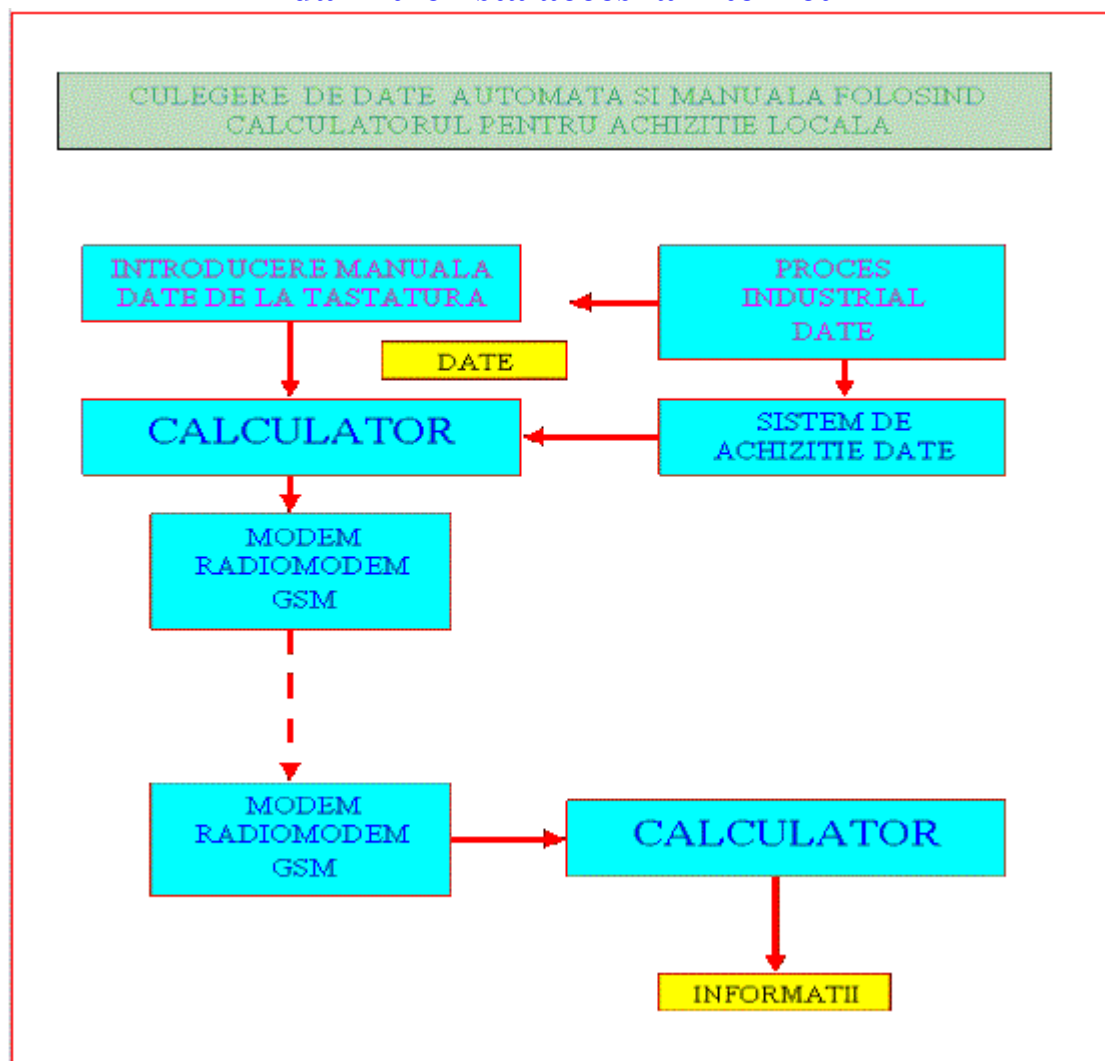 CULEGERE DE DATE AUTOMATA SI MANUALA FOLOSIND
CALCULATORUL PENTRU ACHIZITIE LOCALA
INTRODUCERE MANUALA
DATE DE LA TASTATURA
PROCES
INDUSTRIAL
DATE
DATE
CALCULATOR
SISTEM DE
ACHIZITIE DATE
MODEM
RADIOMODEM
GSM
MODEM
RADIOMODEM
GSM
CALCULATOR
INFORMATII